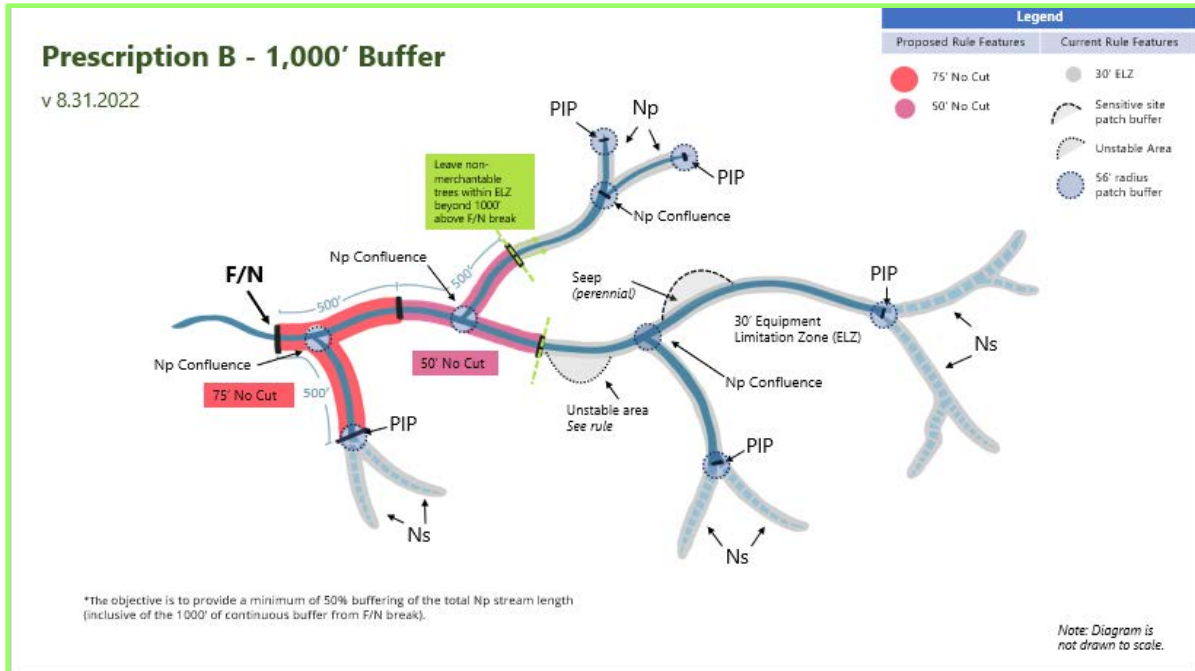 Prescription B - 1,000’ Buffer
v 8.31.2022
Legend
Proposed Rule Features
Current Rule Features
75’ No Cut
50’ No Cut
30’ ELZ
Sensitive site
patch buffer
Unstable Area
56’ radius
patch buffer
PIP
Np
PIP
Np Confluence
Leave non-
merchantable
trees within ELZ
beyond 1000’
above F/N break
Np Confluence
500’
F/N
500’
Np Confluence
75’ No Cut
500’
50’ No Cut
PIP
Ns
Seep
(perennial)
30’ Equipment
Limitation Zone (ELZ)
PIP
Ns
Np Confluence
Unstable area
See rule
PIP
Ns
*The objective is to provide a minimum of 50% buffering of the total Np stream length
(inclusive of the 1000’ of continuous buffer from F/N break).
Note: Diagram is
not drawn to scale.